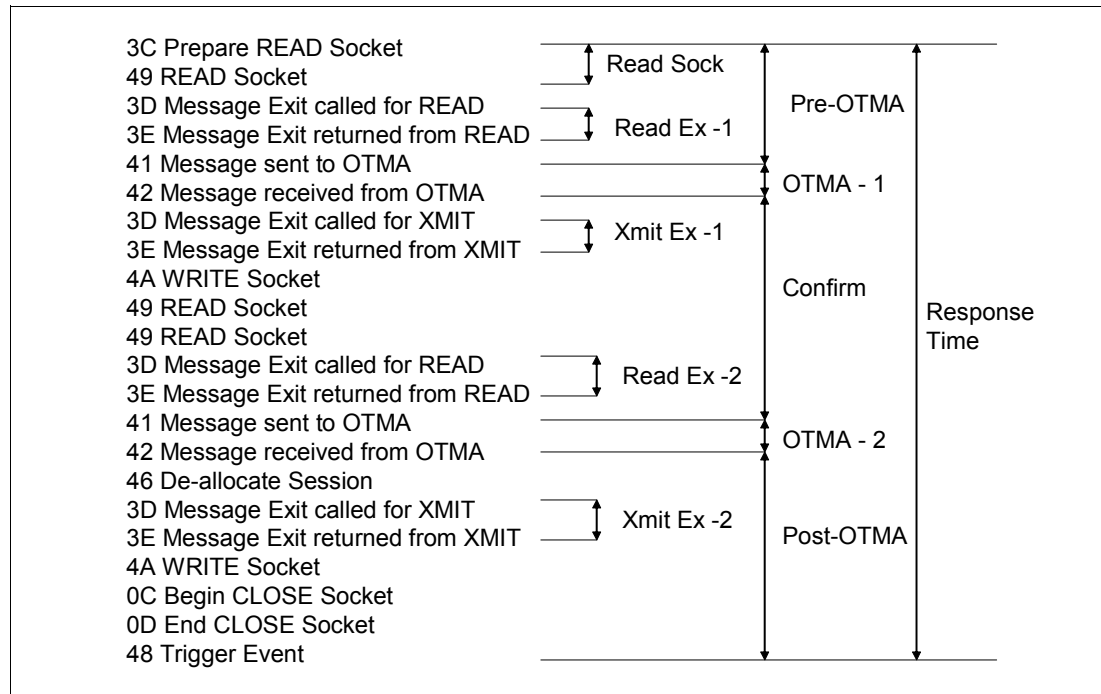 3C Prepare READ Socket
49 READ Socket
3D Message Exit called for READ
3E Message Exit returned from READ
41 Message sent to OTMA
42 Message received from OTMA
3D Message Exit called for XMIT
3E Message Exit returned from XMIT
4A WRITE Socket
49 READ Socket
49 READ Socket
3D Message Exit called for READ
3E Message Exit returned from READ
41 Message sent to OTMA
42 Message received from OTMA
46 De-allocate Session
3D Message Exit called for XMIT
3E Message Exit returned from XMIT
4A WRITE Socket
0C Begin CLOSE Socket
0D End CLOSE Socket
48 Trigger Event
Read Sock
Read Ex -1
Xmit Ex -1
Read Ex -2
Xmit Ex -2
Pre-OTMA
OTMA - 1
Confirm
OTMA - 2
Post-OTMA
Response
Time